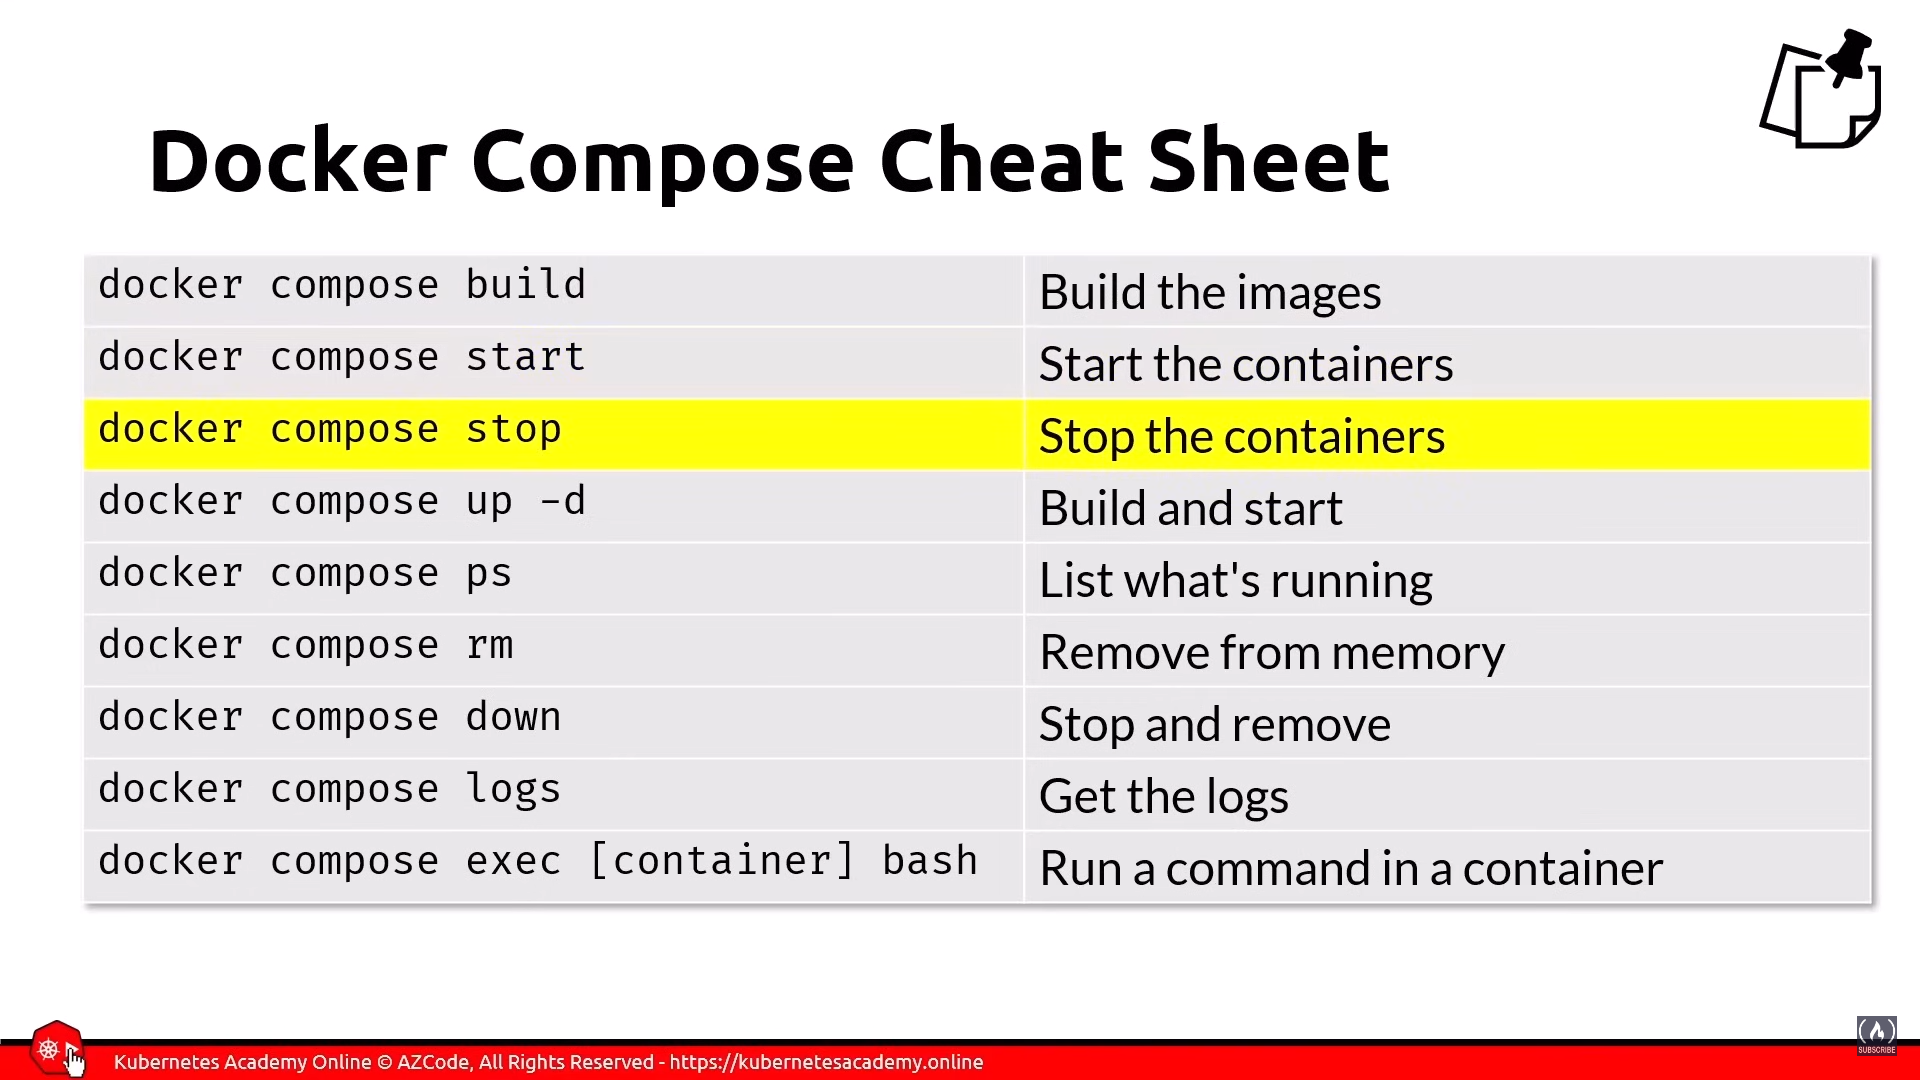 Docker Compose Cheat Sheet
docker compose build Build the images
docker compose start Start the containers
docker compose stop Stop the containers
docker compose up -d Build and start
docker compose ps List what's running
docker compose rm Remove from memory
docker compose down Stop and remove
docker compose logs Get the logs
docker compose exec [container] bash Run a command in a container
SUBSCRIBE
Kubernetes Academy Online © AZCode, All Rights Reserved - https://kubernetesacademy.online